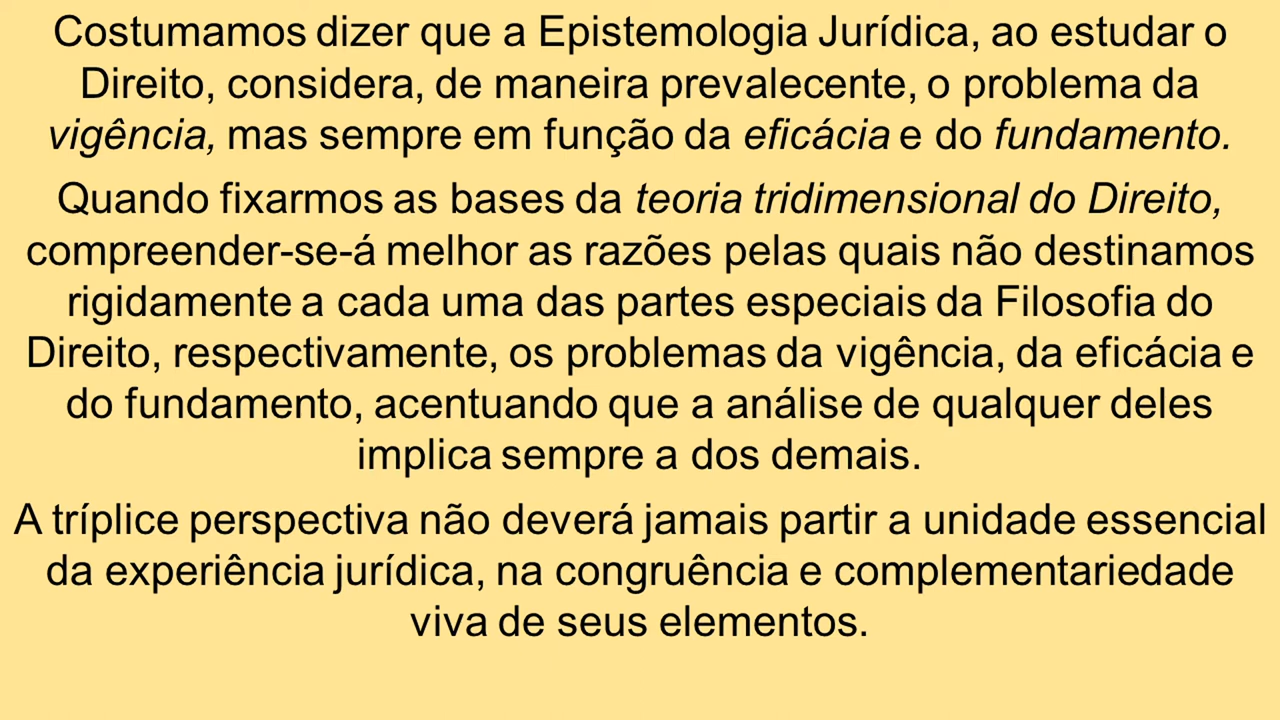 Costumamos dizer que a Epistemologia Jurídica, ao estudar o
Direito, considera, de maneira prevalecente, o problema da
vigência, mas sempre em função da eficácia e do fundamento.
Quando fixarmos as bases da teoria tridimensional do Direito,
compreender-se-á melhor as razões pelas quais não destinamos
rigidamente a cada uma das partes especiais da Filosofia do
Direito, respectivamente, os problemas da vigência, da eficácia e
do fundamento, acentuando que a análise de qualquer deles
implica sempre a dos demais.
A tríplice perspectiva não deverá jamais partir a unidade essencial
da experiência jurídica, na congruência e complementariedade
viva de seus elementos.